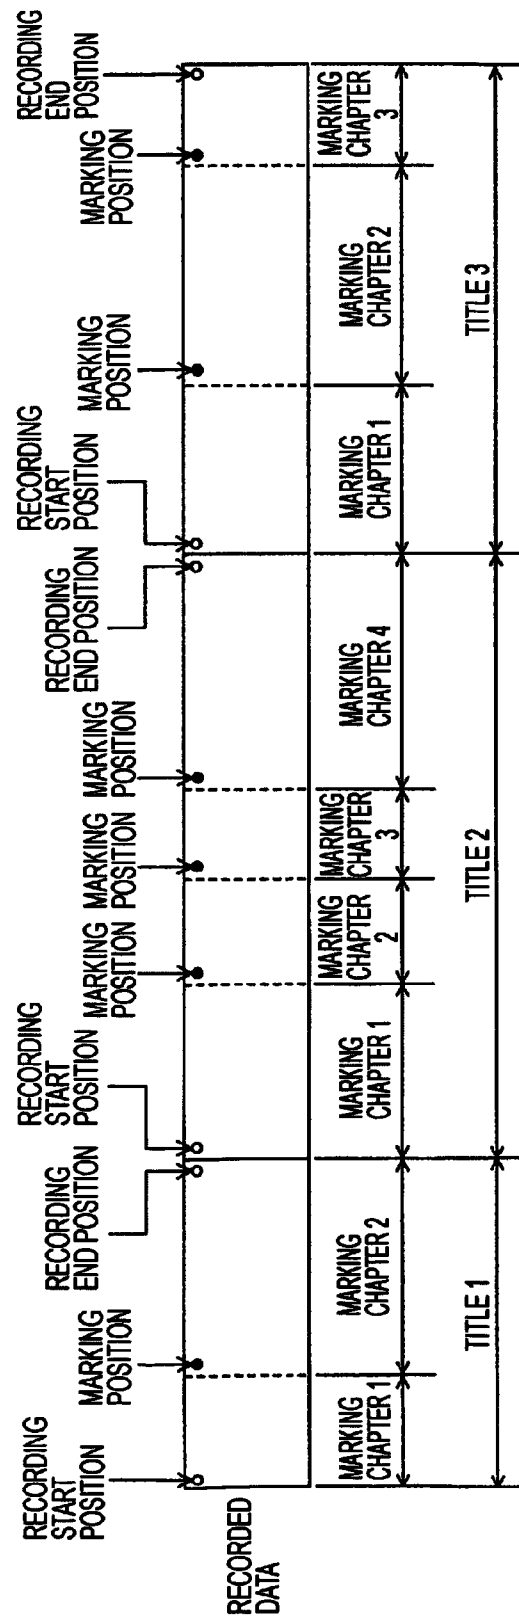 RECORDING
START
POSITION
MARKING
POSITION
RECORDING
END POSITION
RECORDING
START
POSITION
MARKING
POSITION
MARKING
POSITION
MARKING
POSITION
RECORDING
END POSITION
RECORDING
START
POSITION
MARKING
POSITION
MARKING
POSITION
RECORDING
END
POSITION
RECORDED
DATA
MARKING
CHAPTER 1
MARKING
CHAPTER 2
MARKING
CHAPTER 1
MARKING
CHAPTER
2
MARKING
CHAPTER
3
MARKING
CHAPTER 4
MARKING
CHAPTER 1
MARKING
CHAPTER 2
MARKING
CHAPTER
3
TITLE 1
TITLE 2
TITLE 3